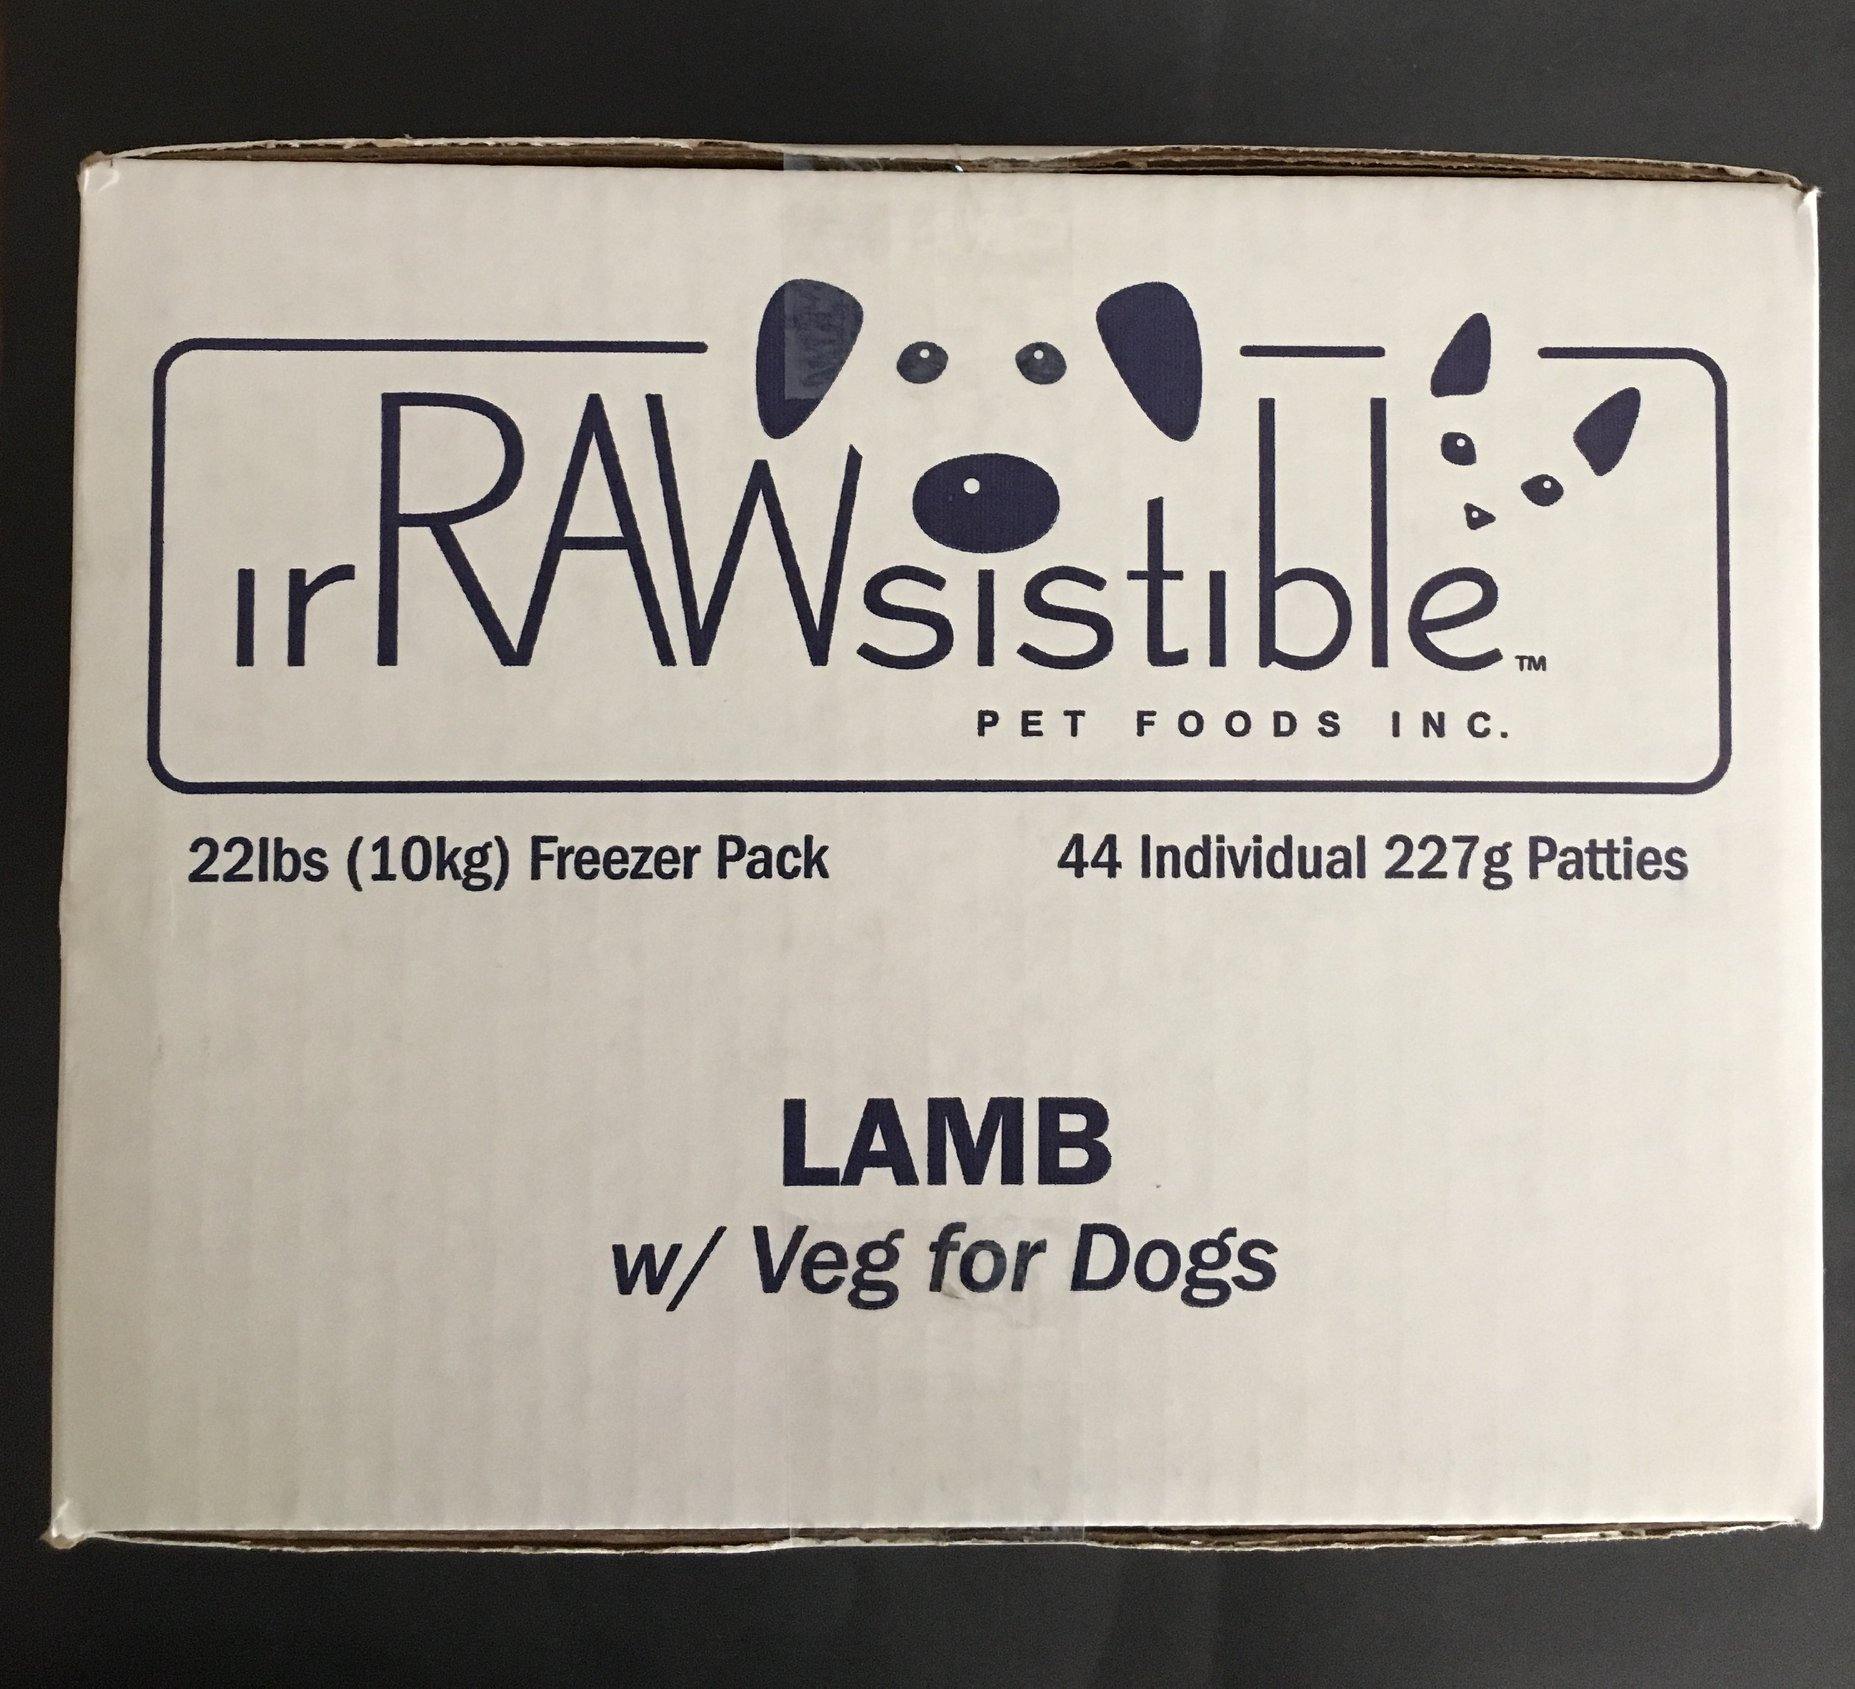 irRAWsistible™
PET FOODS INC.
22lbs (10kg) Freezer Pack
44 Individual 227g Patties
LAMB
w/ Veg for Dogs